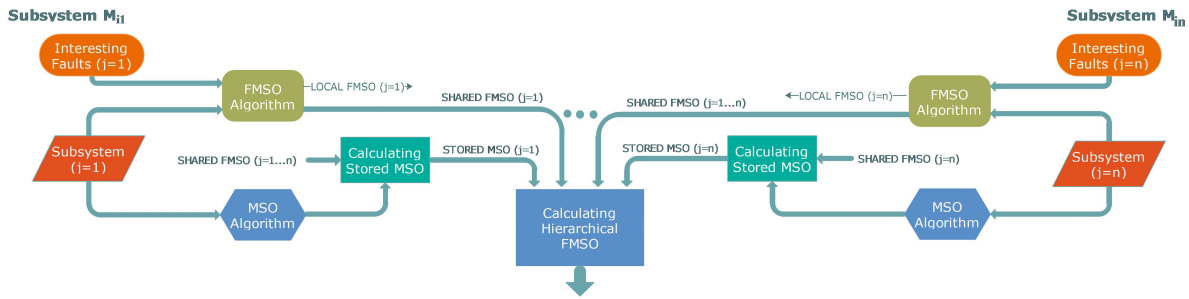 Subsystem M_i1
Subsystem M_in
Interesting
Faults (j=1)
Interesting
Faults (j=n)
FMSO
Algorithm
LOCAL FMSO (j=1)
LOCAL FMSO (j=n)
FMSO
Algorithm
SHARED FMSO (j=1)
SHARED FMSO (j=1...n)
Subsystem
(j=1)
SHARED FMSO (j=1...n)
Calculating
Stored MSO
STORED MSO (j=1)
STORED MSO (j=n)
Calculating
Stored MSO
SHARED FMSO (j=n)
Subsystem
(j=n)
MSO
Algorithm
Calculating
Hierarchical
FMSO
MSO
Algorithm